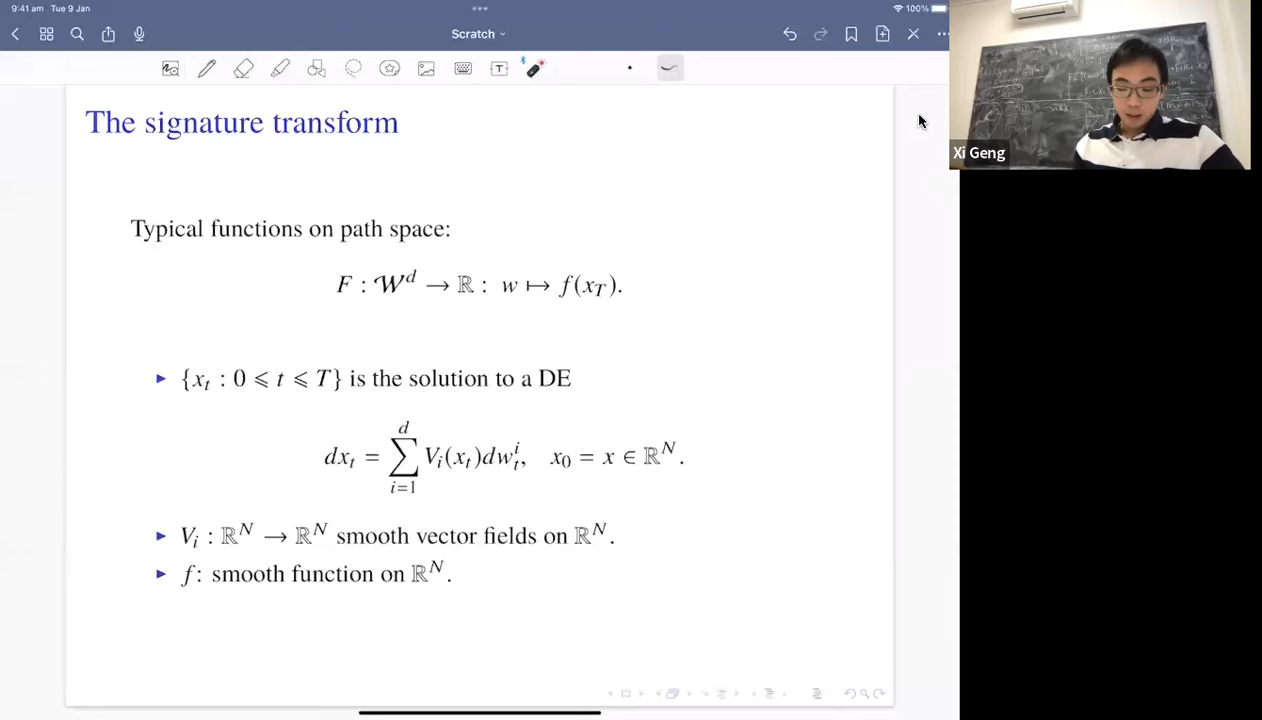 9:41 am Tue 9 Jan
100%
Scratch
The signature transform
Xi Geng
Typical functions on path space:
F : 𝒲^d → ℝ : w ↦ f(x_T).
▶ {x_t : 0 ⩽ t ⩽ T} is the solution to a DE
dx_t = ∑_{i=1}^{d} V_i(x_t)dw_t^i, x_0 = x ∈ ℝ^N.
▶ V_i : ℝ^N → ℝ^N smooth vector fields on ℝ^N.
▶ f: smooth function on ℝ^N.